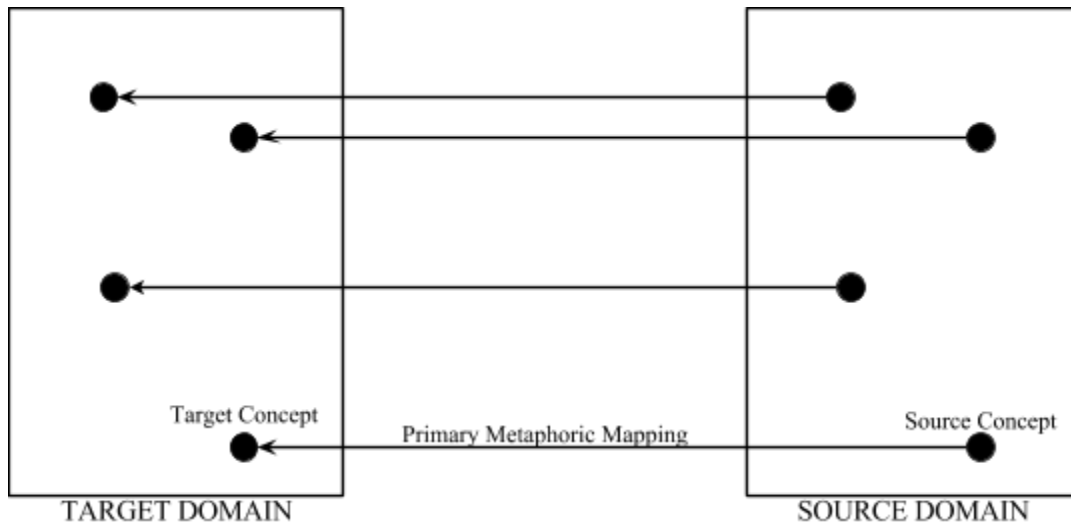 Target Concept
Primary Metaphoric Mapping
Source Concept
TARGET DOMAIN
SOURCE DOMAIN